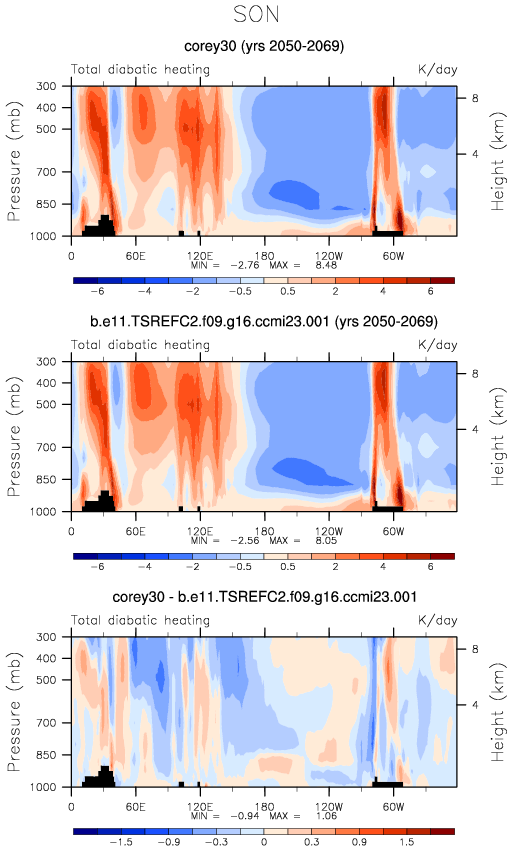 SON
corey30 (yrs 2050-2069)
Total diabatic heating K/day
300
400
500
700
850
1000
Pressure (mb)
8
4
Height (km)
0 60E 120E 180 120W 60W
MIN = -2.76 MAX = 8.48
-6 -4 -2 -0.5 0.5 2 4 6
b.e11.TSREFC2.f09.g16.ccmi23.001 (yrs 2050-2069)
Total diabatic heating K/day
300
400
500
700
850
1000
Pressure (mb)
8
4
Height (km)
0 60E 120E 180 120W 60W
MIN = -2.56 MAX = 8.05
-6 -4 -2 -0.5 0.5 2 4 6
corey30 - b.e11.TSREFC2.f09.g16.ccmi23.001
Total diabatic heating K/day
300
400
500
700
850
1000
Pressure (mb)
8
4
Height (km)
0 60E 120E 180 120W 60W
MIN = -0.94 MAX = 1.06
-1.5 -0.9 -0.3 0 0.3 0.9 1.5